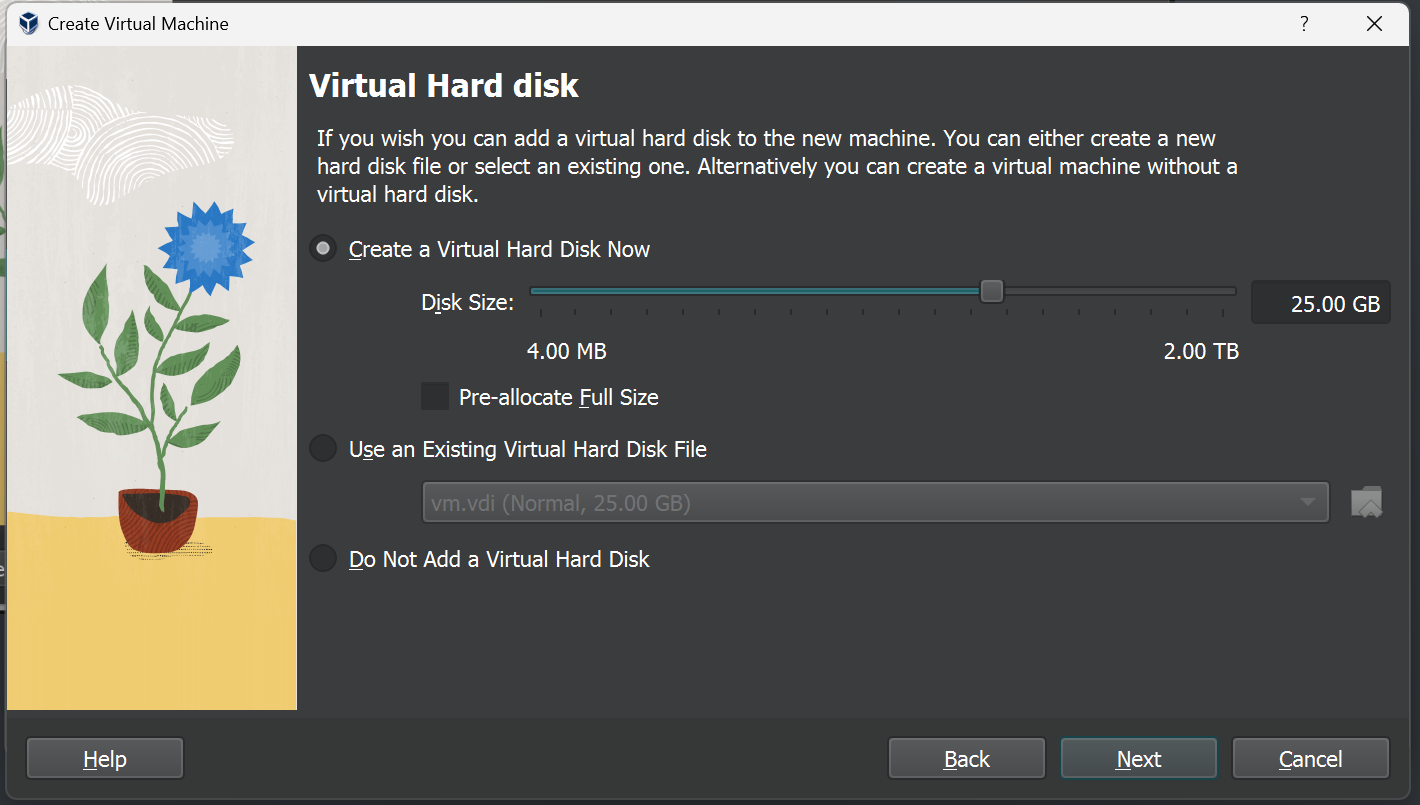 Create Virtual Machine
?
Virtual Hard disk
If you wish you can add a virtual hard disk to the new machine. You can either create a new
hard disk file or select an existing one. Alternatively you can create a virtual machine without a
virtual hard disk.
Create a Virtual Hard Disk Now
Disk Size:
25.00 GB
4.00 MB
2.00 TB
Pre-allocate Full Size
Use an Existing Virtual Hard Disk File
vm.vdi (Normal, 25.00 GB)
Do Not Add a Virtual Hard Disk
Help
Back
Next
Cancel